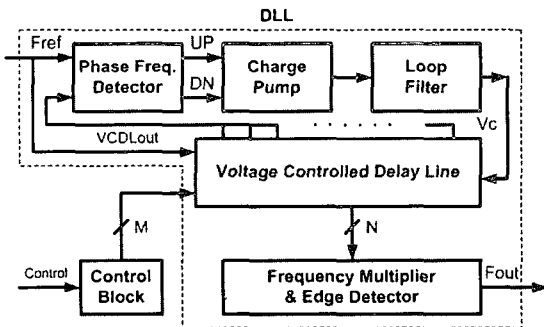 DLL
Fref
UP
DN
Phase Freq.
Detector
Charge
Pump
Loop
Filter
Vc
VCDLout
Voltage Controlled Delay Line
M
N
Control
Control
Block
Frequency Multiplier
& Edge Detector
Fout